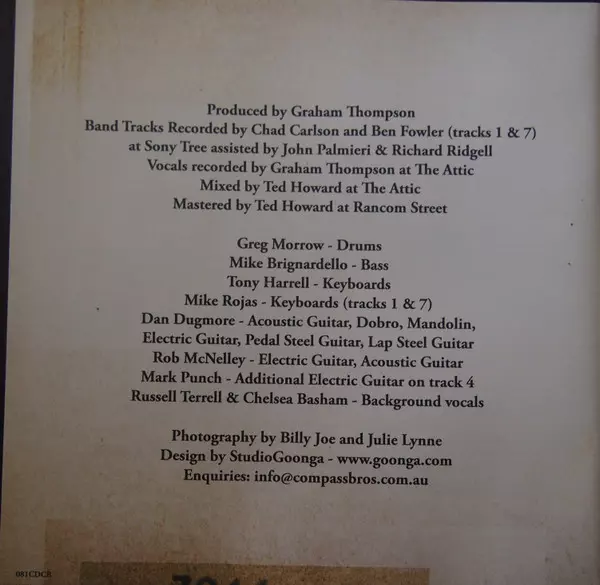 Produced by Graham Thompson
Band Tracks Recorded by Chad Carlson and Ben Fowler (tracks 1 & 7)
at Sony Tree assisted by John Palmieri & Richard Ridgell
Vocals recorded by Graham Thompson at The Attic
Mixed by Ted Howard at The Attic
Mastered by Ted Howard at Rancom Street
Greg Morrow - Drums
Mike Brignardello - Bass
Tony Harrell - Keyboards
Mike Rojas - Keyboards (tracks 1 & 7)
Dan Dugmore - Acoustic Guitar, Dobro, Mandolin,
Electric Guitar, Pedal Steel Guitar, Lap Steel Guitar
Rob McNelley - Electric Guitar, Acoustic Guitar
Mark Punch - Additional Electric Guitar on track 4
Russell Terrell & Chelsea Basham - Background vocals
Photography by Billy Joe and Julie Lynne
Design by StudioGoonga - www.goonga.com
Enquiries: info@compassbros.com.au